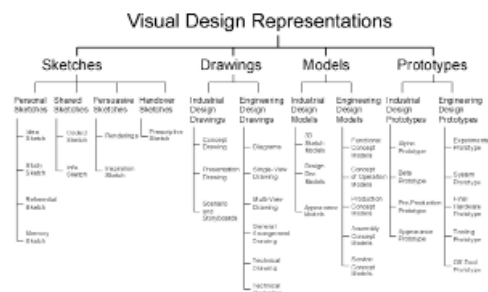 Visual Design Representations
Sketches
Drawings
Models
Prototypes
Personal
Sketches
Shared
Sketches
Persuasive
Sketches
Handover
Sketches
Industrial
Design
Drawings
Engineering
Design
Drawings
Industrial
Design
Models
Engineering
Design
Models
Industrial
Design
Prototypes
Engineering
Design
Prototypes
Idea
Sketch
Study
Sketch
Referential
Sketch
Memory
Sketch
Coded
Sketch
Info
Sketch
Renderings
Inspiration
Sketch
Prescriptive
Sketch
Concept
Drawing
Presentation
Drawing
Scenario
and
Storyboards
Diagrams
Single-View
Drawing
Multi-View
Drawing
General
Arrangement
Drawing
Technical
Drawing
Technical
3D
Sketch
Models
Design
Models
Appearance
Models
Functional
Concept
Models
Concept
of Operation
Models
Production
Concept
Models
Assembly
Concept
Models
Service
Concept
Models
Alpha
Prototype
Beta
Prototype
Pre-Production
Prototype
Appearance
Prototype
Experimental
Prototype
System
Prototype
Final
Hardware
Prototype
Tooling
Prototype
Off-Tool
Prototype